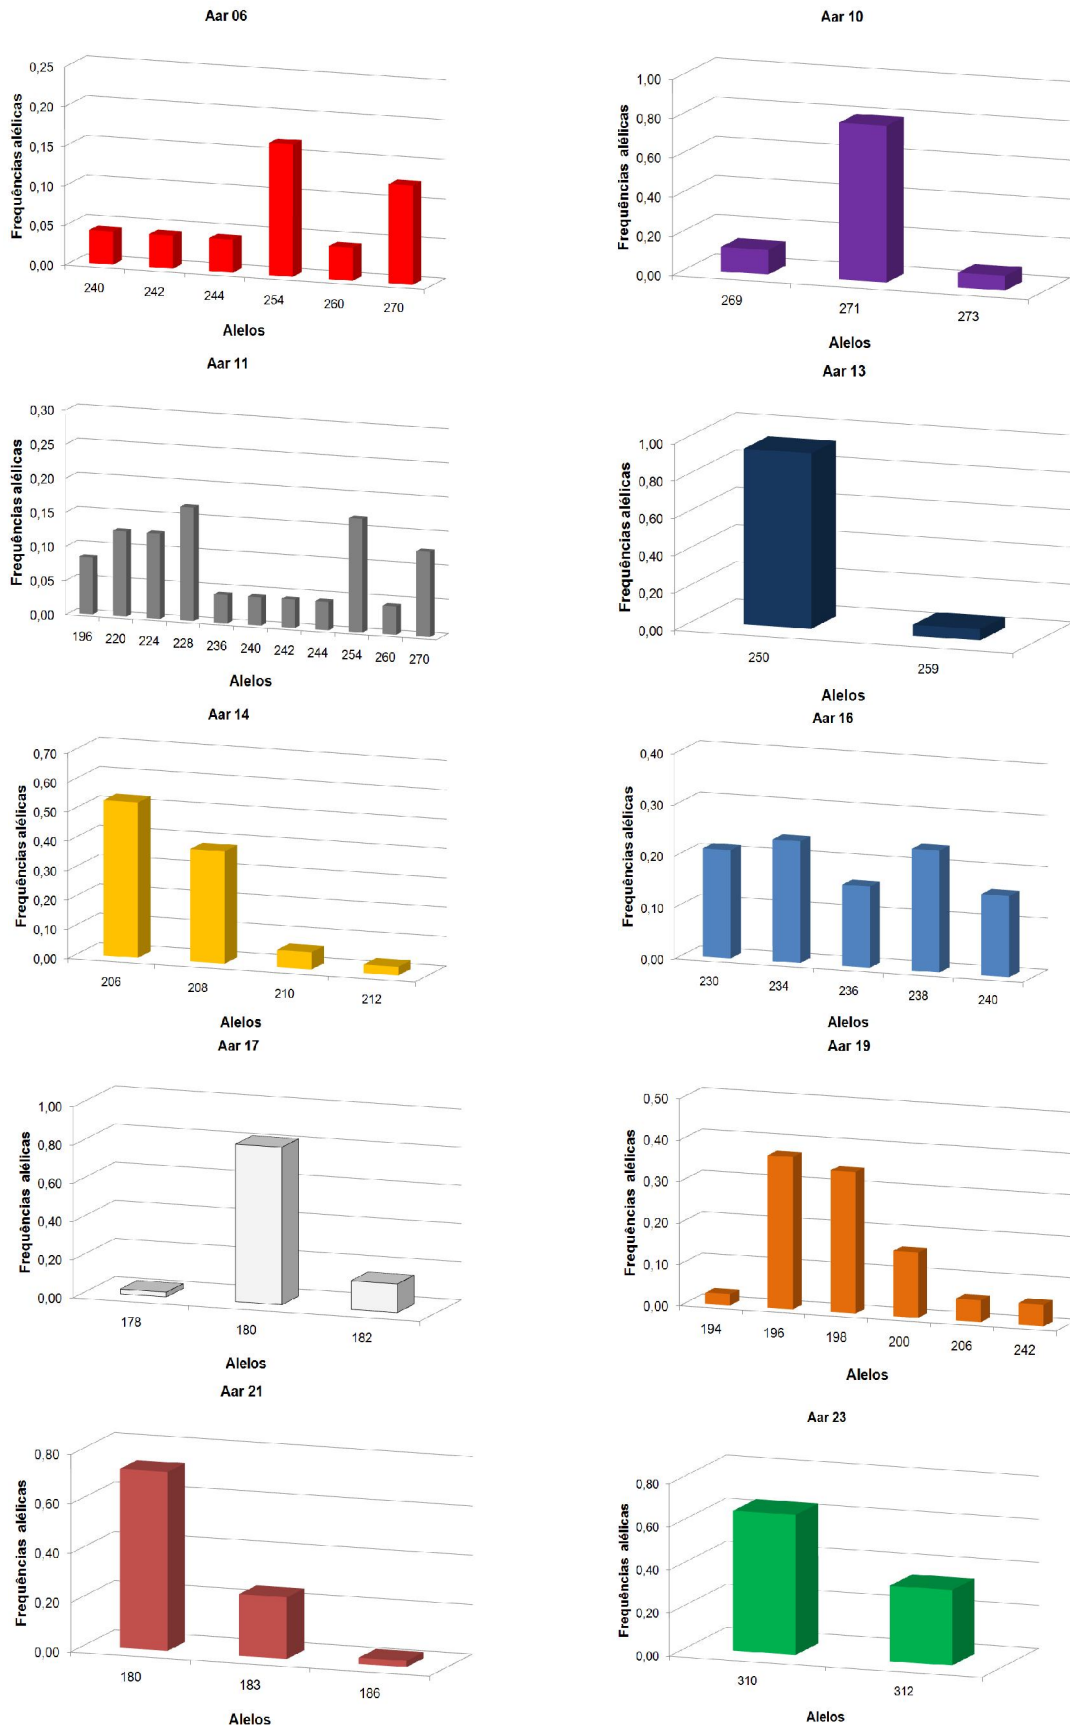 Aar 06
Frequências alélicas
0,25
0,20
0,15
0,10
0,05
0,00
240 242 244 254 260 270
Alelos
Aar 10
Frequências alélicas
1,00
0,80
0,60
0,40
0,20
0,00
269 271 273
Alelos
Aar 11
Frequências alélicas
0,30
0,25
0,20
0,15
0,10
0,05
0,00
196 220 224 228 236 240 242 244 254 260 270
Alelos
Aar 13
Frequências alélicas
1,00
0,80
0,60
0,40
0,20
0,00
250 259
Alelos
Aar 14
Frequências alélicas
0,70
0,60
0,50
0,40
0,30
0,20
0,10
0,00
206 208 210 212
Alelos
Aar 16
Frequências alélicas
0,40
0,30
0,20
0,10
0,00
230 234 236 238 240
Alelos
Aar 17
Frequências alélicas
1,00
0,80
0,60
0,40
0,20
0,00
178 180 182
Alelos
Aar 19
Frequências alélicas
0,50
0,40
0,30
0,20
0,10
0,00
194 196 198 200 206 242
Alelos
Aar 21
Frequências alélicas
0,80
0,60
0,40
0,20
0,00
180 183 186
Alelos
Aar 23
Frequências alélicas
0,80
0,60
0,40
0,20
0,00
310 312
Alelos